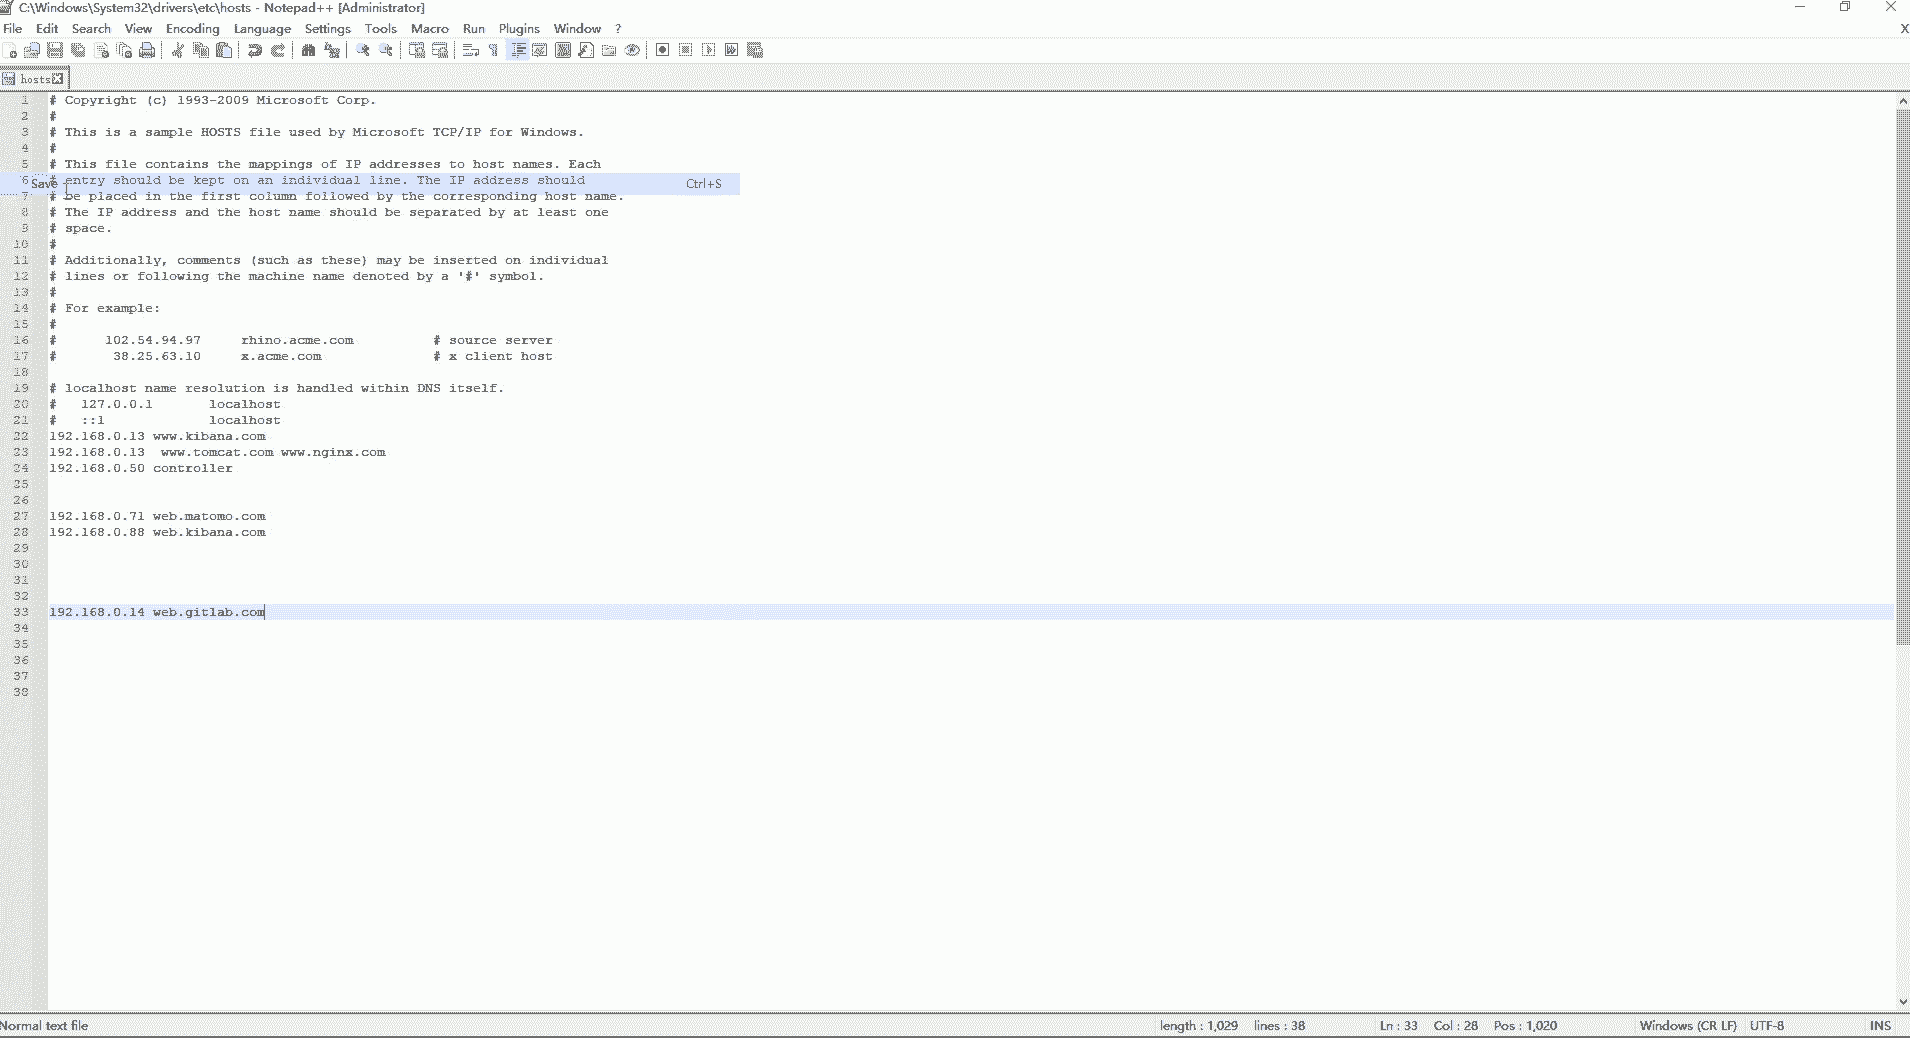 C:\Windows\System32\drivers\etc\hosts - Notepad++ [Administrator]
File Edit Search View Encoding Language Settings Tools Macro Run Plugins Window ? X
hosts
1 # Copyright (c) 1993-2009 Microsoft Corp.
2 #
3 # This is a sample HOSTS file used by Microsoft TCP/IP for Windows.
4 #
5 # This file contains the mappings of IP addresses to host names. Each
6 # entry should be kept on an individual line. The IP address should
Save Ctrl+S
7 # be placed in the first column followed by the corresponding host name.
8 # The IP address and the host name should be separated by at least one
9 # space.
10 #
11 # Additionally, comments (such as these) may be inserted on individual
12 # lines or following the machine name denoted by a '#' symbol.
13 #
14 # For example:
15 #
16 # 102.54.94.97 rhino.acme.com # source server
17 # 38.25.63.10 x.acme.com # x client host
18
19 # localhost name resolution is handled within DNS itself.
20 # 127.0.0.1 localhost
21 # ::1 localhost
22 192.168.0.13 www.kibana.com
23 192.168.0.13 www.tomcat.com www.nginx.com
24 192.168.0.50 controller
25
26
27 192.168.0.71 web.matomo.com
28 192.168.0.88 web.kibana.com
29
30
31
32
33 192.168.0.14 web.gitlab.com
34
35
36
37
38
Normal text file length : 1,029 lines : 38 Ln : 33 Col : 28 Pos : 1,020 Windows (CR LF) UTF-8 INS